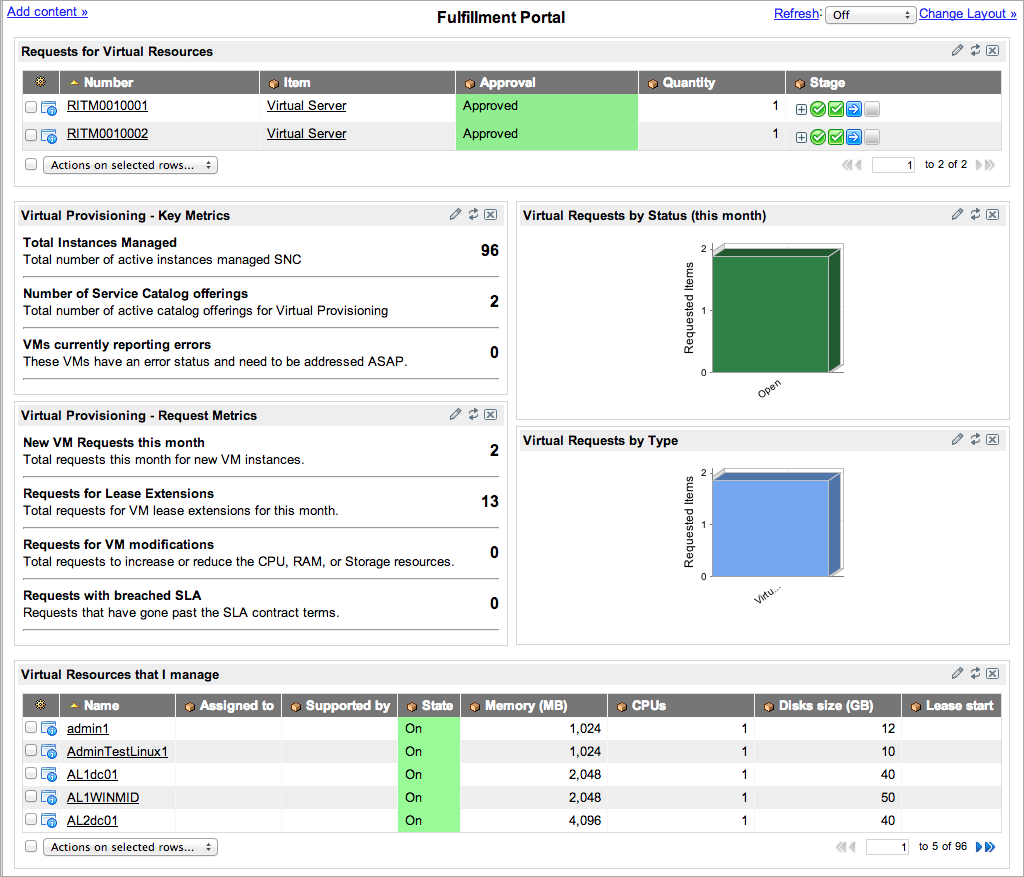 Add content »
Fulfillment Portal
Refresh: Off Change Layout »
Requests for Virtual Resources
Number Item Approval Quantity Stage
RITM0010001 Virtual Server Approved 1
RITM0010002 Virtual Server Approved 1
Actions on selected rows... 1 to 2 of 2
Virtual Provisioning - Key Metrics
Total Instances Managed
Total number of active instances managed SNC
96
Number of Service Catalog offerings
Total number of active catalog offerings for Virtual Provisioning
2
VMs currently reporting errors
These VMs have an error status and need to be addressed ASAP.
0
Virtual Requests by Status (this month)
Requested Items
2
1
0
Open
Virtual Provisioning - Request Metrics
New VM Requests this month
Total requests this month for new VM instances.
2
Requests for Lease Extensions
Total requests for VM lease extensions for this month.
13
Requests for VM modifications
Total requests to increase or reduce the CPU, RAM, or Storage resources.
0
Requests with breached SLA
Requests that have gone past the SLA contract terms.
0
Virtual Requests by Type
Requested Items
2
1
0
Virtu...
Virtual Resources that I manage
Name Assigned to Supported by State Memory (MB) CPUs Disks size (GB) Lease start
admin1 On 1,024 1 12
AdminTestLinux1 On 1,024 1 10
AL1dc01 On 2,048 1 40
AL1WINMID On 2,048 1 50
AL2dc01 On 4,096 1 40
Actions on selected rows... 1 to 5 of 96